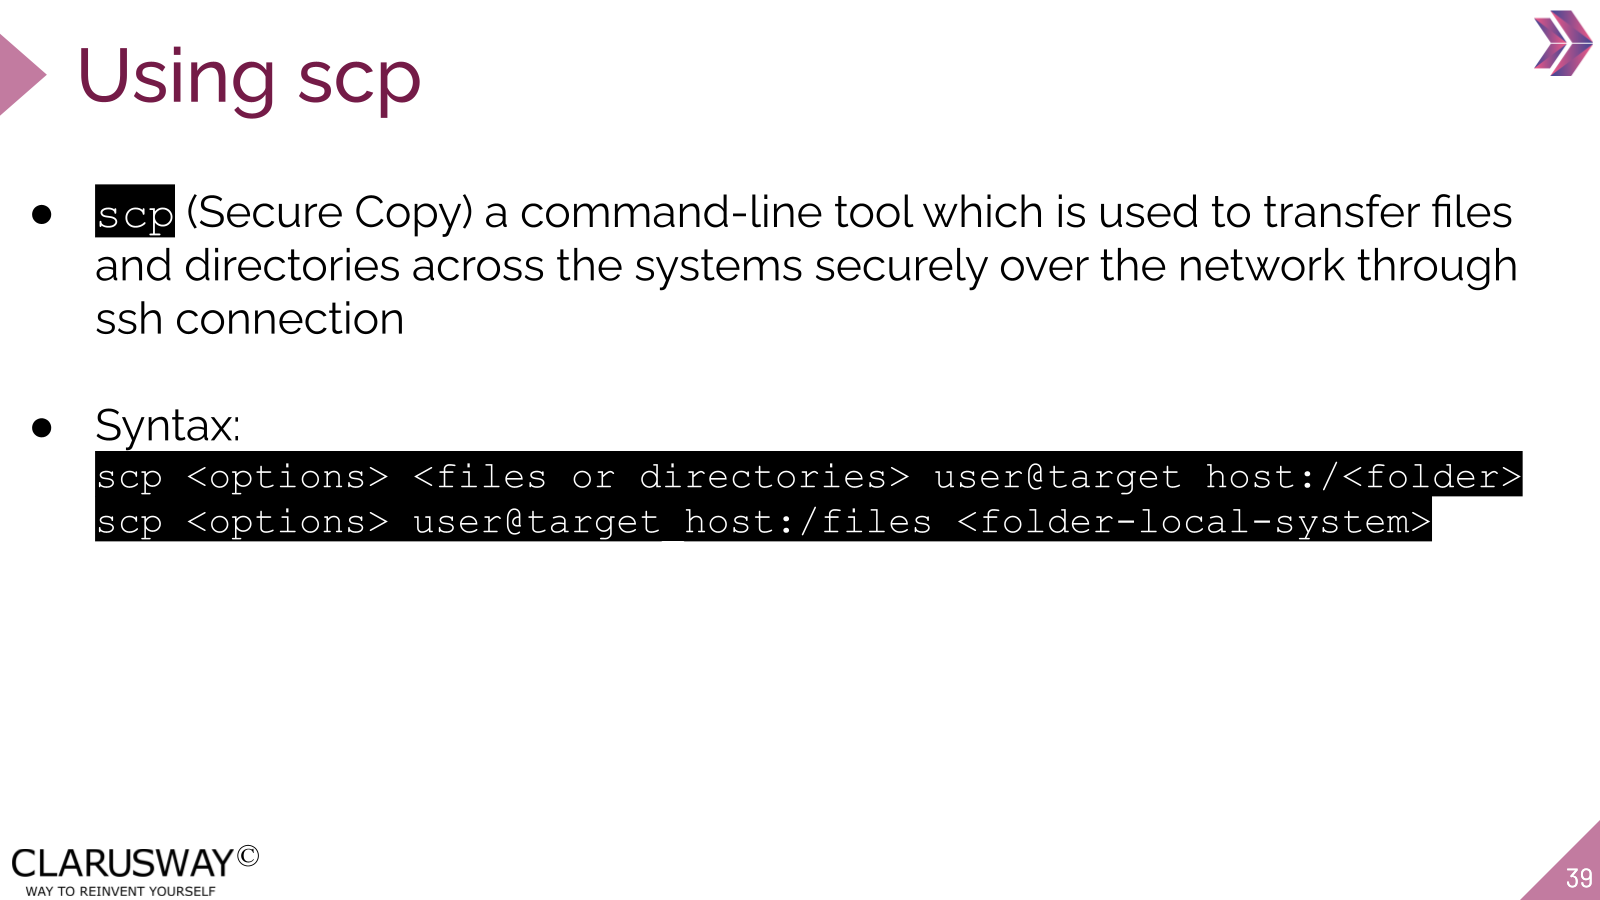 Using scp
● scp (Secure Copy) a command-line tool which is used to transfer files
and directories across the systems securely over the network through
ssh connection
● Syntax:
scp <options> <files or directories> user@target host:/<folder>
scp <options> user@target_host:/files <folder-local-system>
CLARUSWAY©
WAY TO REINVENT YOURSELF
39